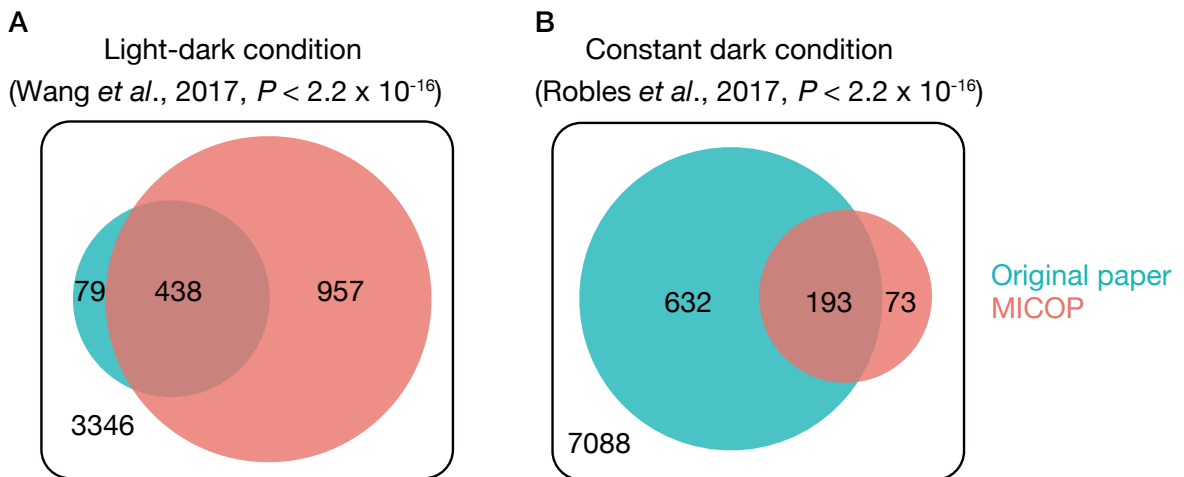 A
Light-dark condition
(Wang et al., 2017, P < 2.2 x 10⁻¹⁶)
79
438
957
3346
B
Constant dark condition
(Robles et al., 2017, P < 2.2 x 10⁻¹⁶)
632
193
73
7088
Original paper
MICOP